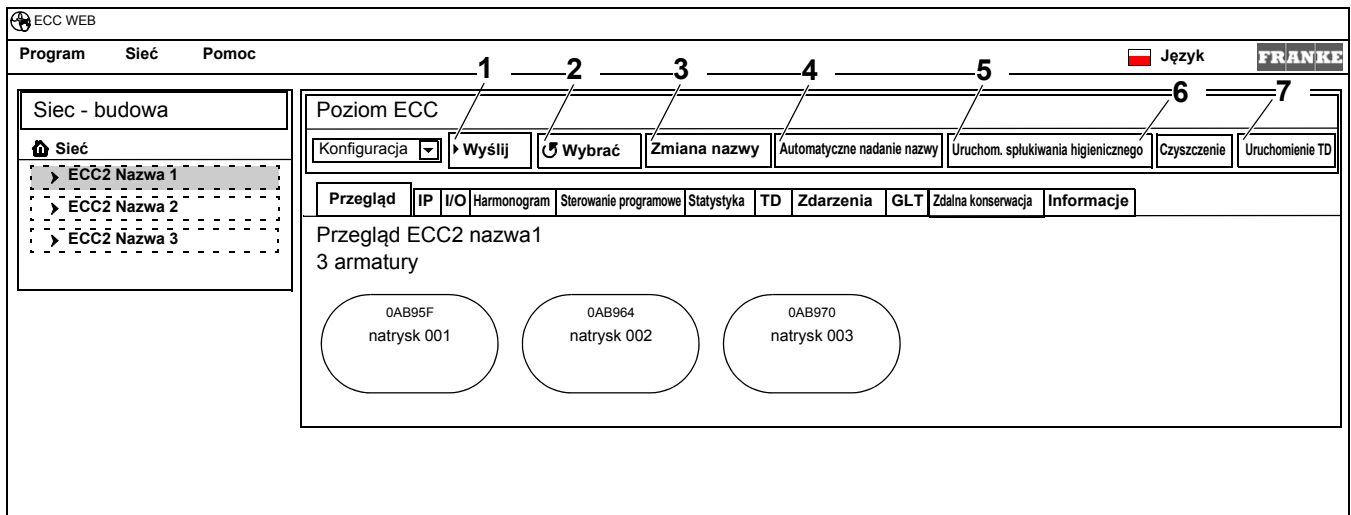 ECC WEB
Program Sieć Pomoc Język FRANKE
1 2 3 4 5 6 7
Siec - budowa
Sieć
ECC2 Nazwa 1
ECC2 Nazwa 2
ECC2 Nazwa 3
Poziom ECC
Konfiguracja Wyślij Wybrać Zmiana nazwy Automatyczne nadanie nazwy Uruchom. spłukiwania higienicznego Czyszczenie Uruchomienie TD
Przegląd IP I/O Harmonogram Sterowanie programowe Statystyka TD Zdarzenia GLT Zdalna konserwacja Informacje
Przegląd ECC2 nazwa1
3 armatury
0AB95F 0AB964 0AB970
natrysk 001 natrysk 002 natrysk 003